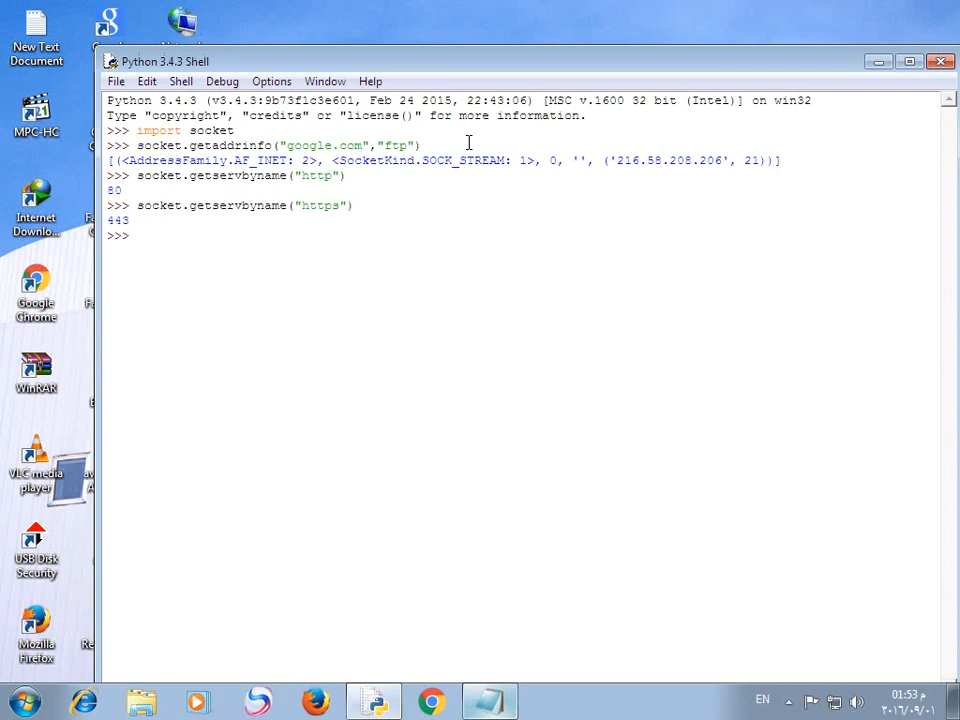 New Text
Document
MPC-HC
Internet
Downlo...
Google
Chrome
WinRAR
VLC media
player
USB Disk
Security
Mozilla
Firefox
Python 3.4.3 Shell
File Edit Shell Debug Options Window Help
Python 3.4.3 (v3.4.3:9b73f1c3e601, Feb 24 2015, 22:43:06) [MSC v.1600 32 bit (Intel)] on win32
Type "copyright", "credits" or "license()" for more information.
>>> import socket
>>> socket.getaddrinfo("google.com","ftp")
[(<AddressFamily.AF_INET: 2>, <SocketKind.SOCK_STREAM: 1>, 0, '', ('216.58.208.206', 21))]
>>> socket.getservbyname("http")
80
>>> socket.getservbyname("https")
443
>>>
EN
01:53 م
٢٠١٦/٠٩/٠١